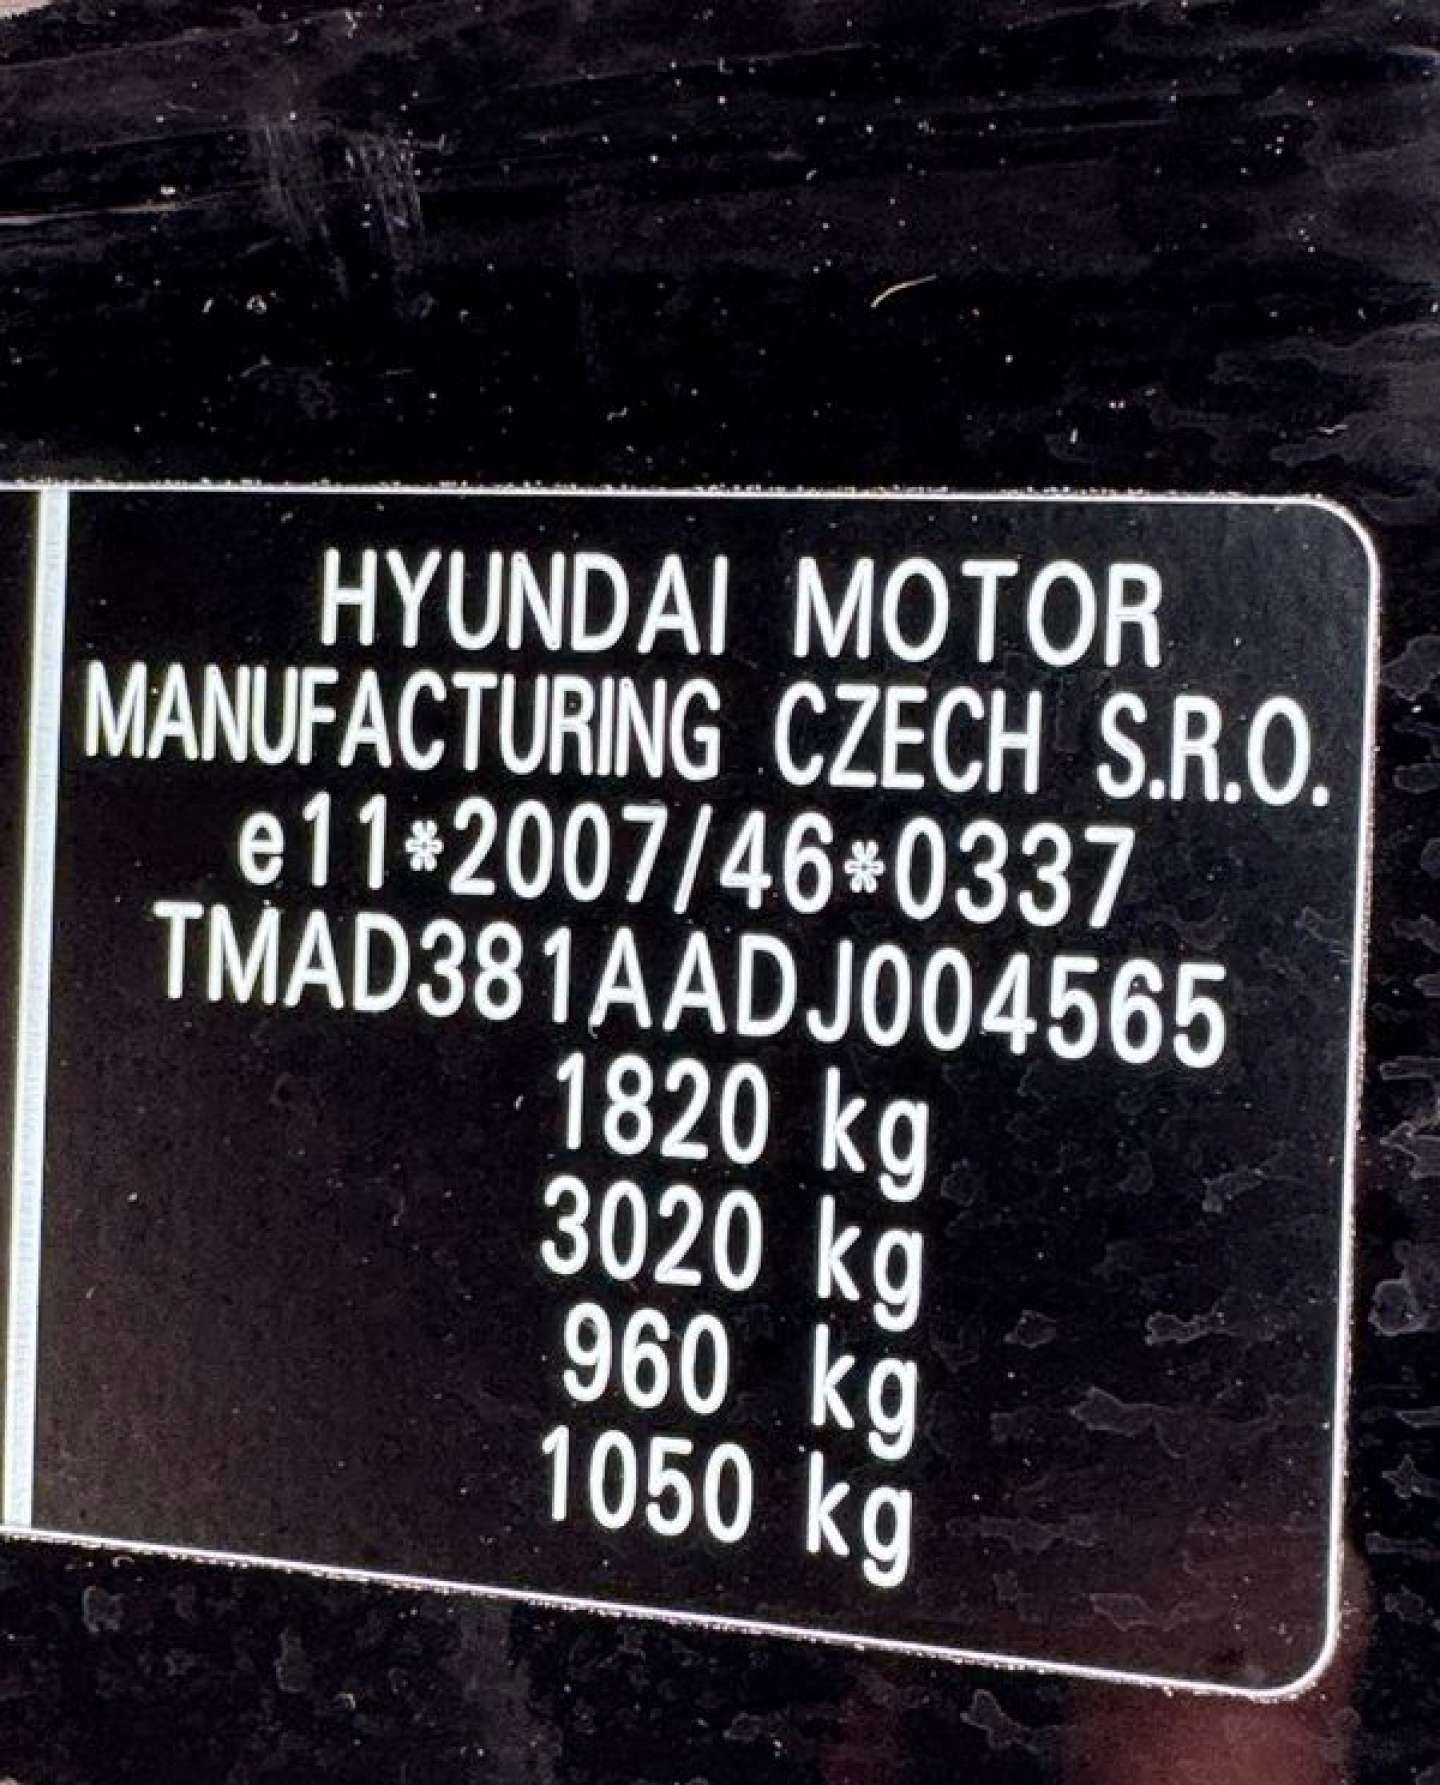 HYUNDAI MOTOR
MANUFACTURING CZECH S.R.O.
e11*2007/46*0337
TMAD381AADJ004565
1820 kg
3020 kg
960 kg
1050 kg